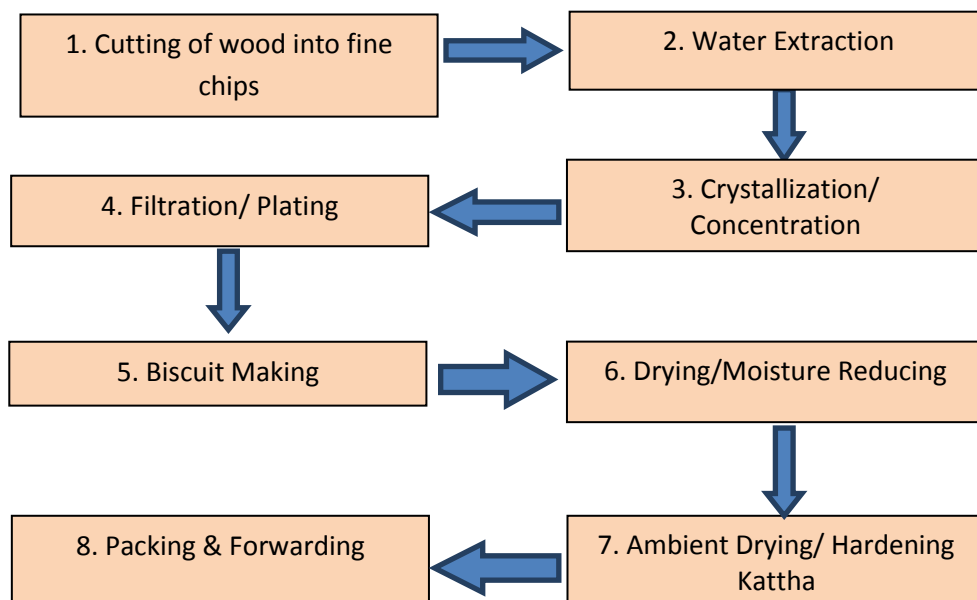 1. Cutting of wood into fine
chips
2. Water Extraction
3. Crystallization/
Concentration
4. Filtration/ Plating
5. Biscuit Making
6. Drying/Moisture Reducing
7. Ambient Drying/ Hardening
Kattha
8. Packing & Forwarding